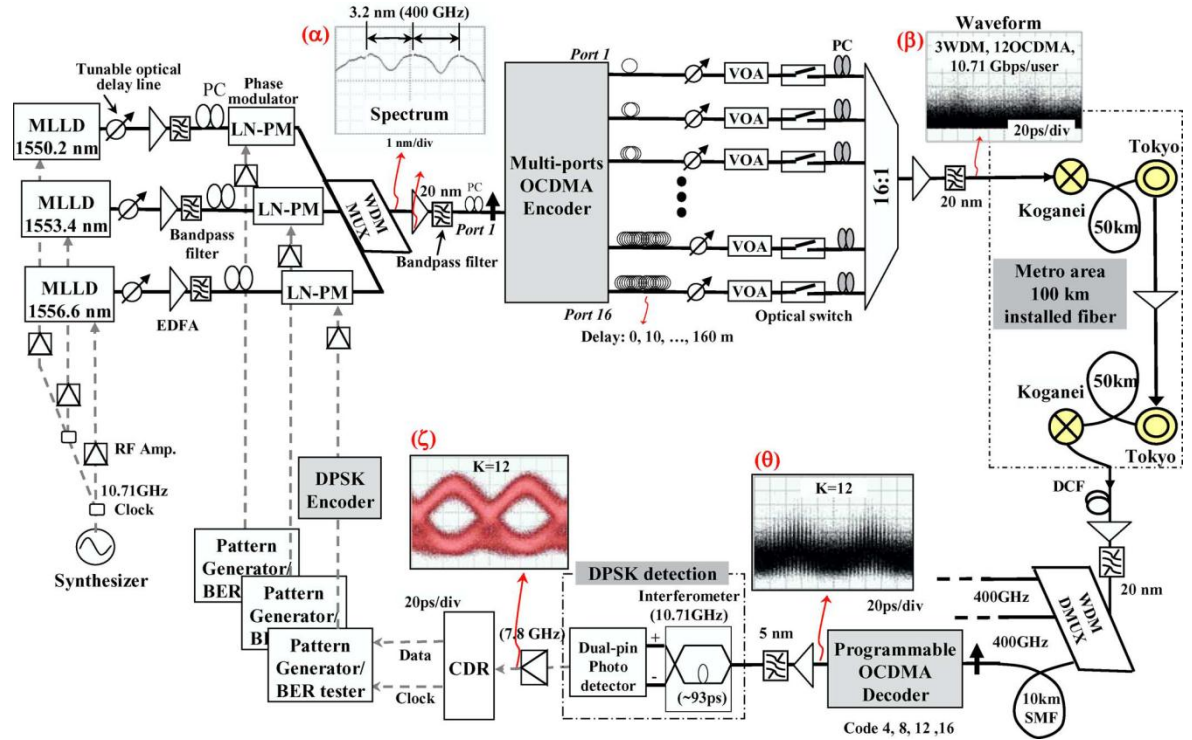 3.2 nm (400 GHz)
(α)
Spectrum
1 nm/div
Tunable optical
delay line
PC
Phase
modulator
MLLD
1550.2 nm
LN-PM
MLLD
1553.4 nm
LN-PM
Bandpass
filter
MLLD
1556.6 nm
LN-PM
EDFA
WDM
MUX
20 nm
PC
Port 1
Bandpass filter
Multi-ports
OCDMA
Encoder
Port 1
PC
VOA
VOA
VOA
VOA
VOA
Port 16
Optical switch
Delay: 0, 10, …, 160 m
16:1
(β)
Waveform
3WDM, 12OCDMA,
10.71 Gbps/user
20ps/div
20 nm
Koganei
Tokyo
50km
Metro area
100 km
installed fiber
50km
Koganei
Tokyo
DCF
20 nm
WDM
DMUX
400GHz
400GHz
10km
SMF
Programmable
OCDMA
Decoder
Code 4, 8, 12 ,16
(θ)
K=12
20ps/div
5 nm
DPSK detection
Interferometer
(10.71GHz)
(~93ps)
Dual-pin
Photo
detector
+
-
(7.8 GHz)
(ζ)
K=12
20ps/div
CDR
Data
Clock
DPSK
Encoder
Pattern
Generator/
BER
Pattern
Generator/
BE
Pattern
Generator/
BER tester
RF Amp.
10.71GHz
Clock
Synthesizer